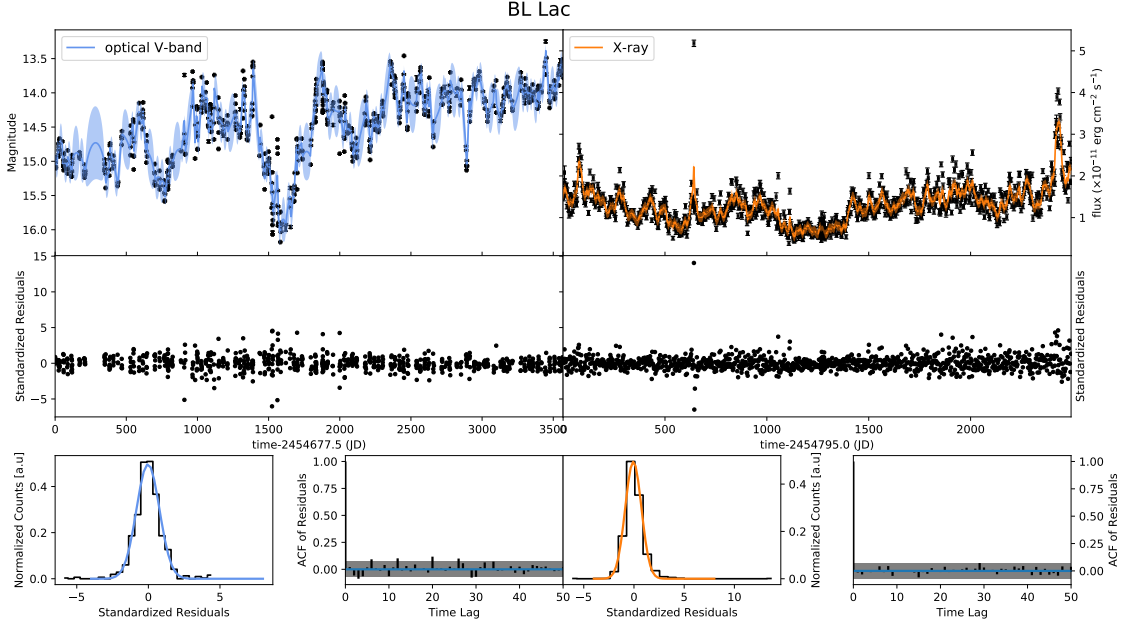 BL Lac
optical V-band
X-ray
Magnitude
13.5
14.0
14.5
15.0
15.5
16.0
5
4
3
2
1
flux (×10⁻¹¹ erg cm⁻² s⁻¹)
Standardized Residuals
15
10
5
0
−5
Standardized Residuals
0 500 1000 1500 2000 2500 3000 3500
0 500 1000 1500 2000
time-2454677.5 (JD)
time-2454795.0 (JD)
Normalized Counts [a.u]
0.4
0.2
0.0
−5 0 5
Standardized Residuals
ACF of Residuals
1.00
0.75
0.50
0.25
0.00
0 10 20 30 40 50
Time Lag
0.4
0.2
0.0
Normalized Counts [a.u]
−5 0 5 10
Standardized Residuals
1.00
0.75
0.50
0.25
0.00
ACF of Residuals
0 10 20 30 40 50
Time Lag